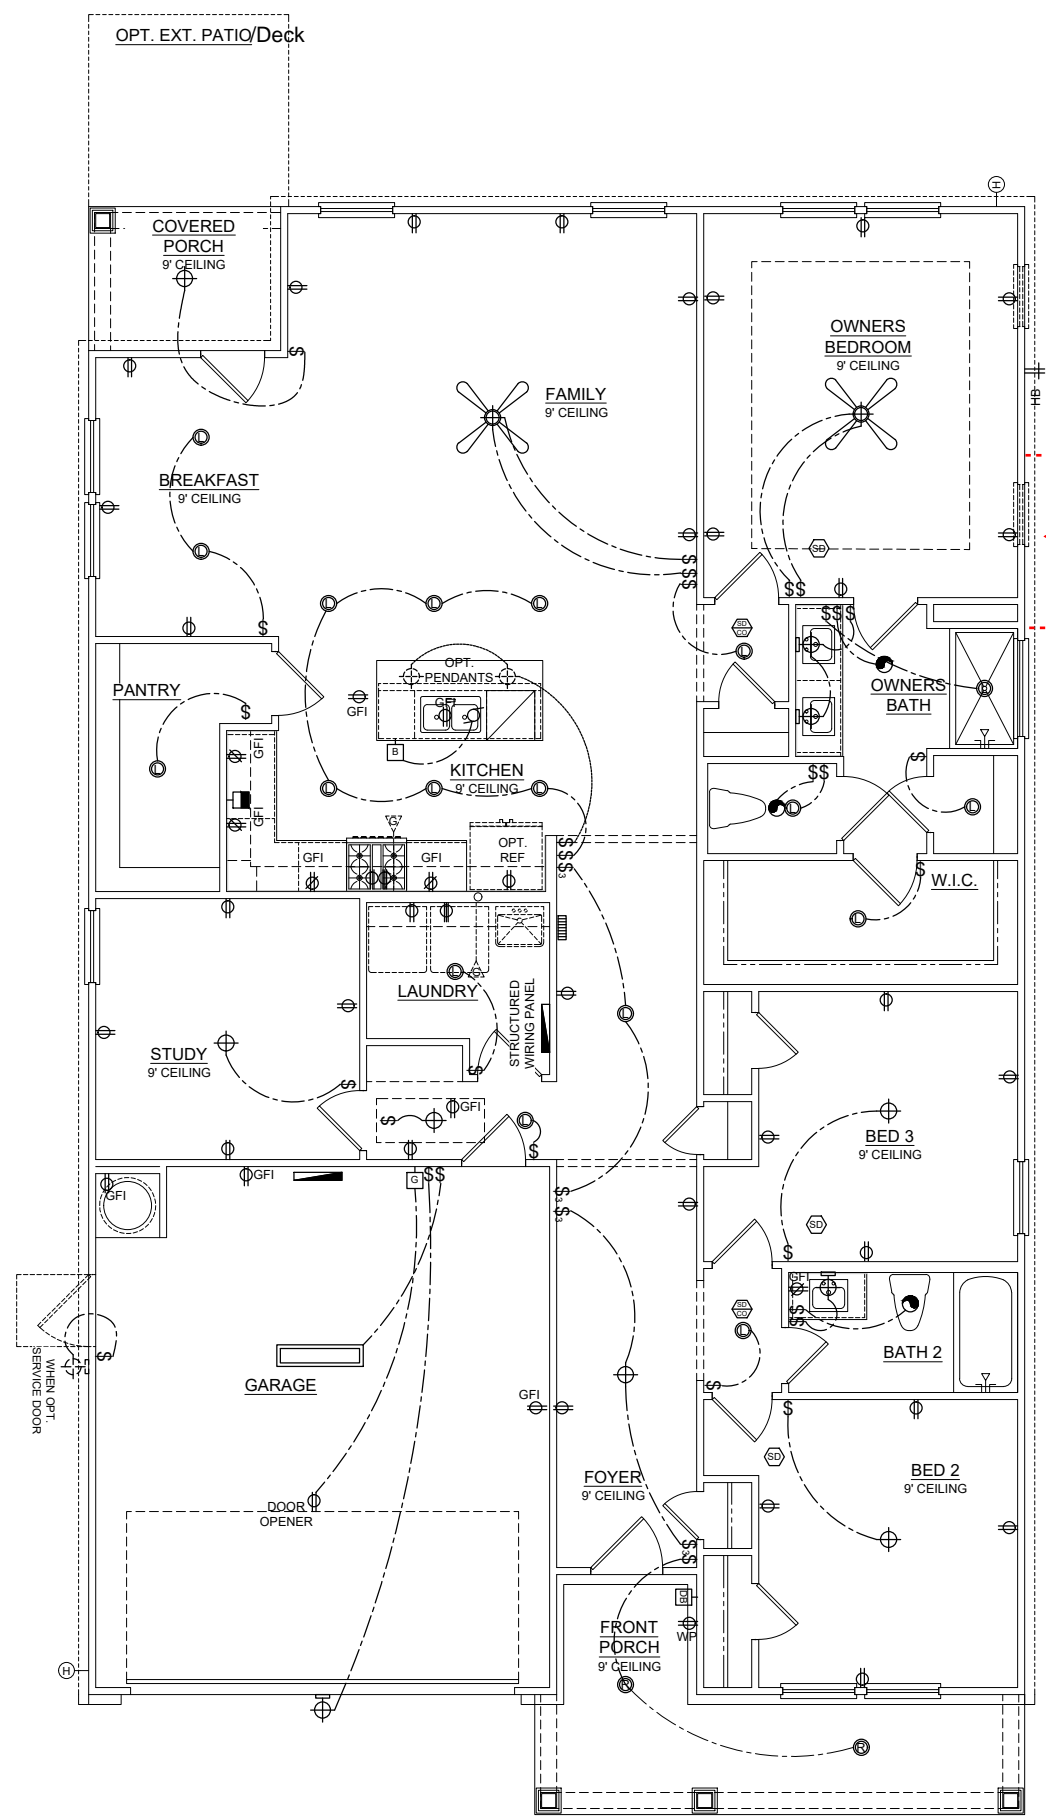 OPT. EXT. PATIO/Deck
H
COVERED
PORCH
9' CEILING
OWNERS
BEDROOM
9' CEILING
HB
FAMILY
9' CEILING
$
L
BREAKFAST
9' CEILING
L
$
$
$
SD
$$
$
L
L
L
$$$
SD
CO
L
OPT.
PENDANTS
PANTRY
GFI
GFI
OWNERS
BATH
R
$
L
GFI
B
KITCHEN
9' CEILING
L
L
L
$
$$
L
L
GFI
G
GFI
GFI
OPT.
REF
$
$
$3
$
W.I.C.
L
L
G
LAUNDRY
STRUCTURED
WIRING PANEL
L
STUDY
9' CEILING
$
$
GFI
$
L
$
BED 3
9' CEILING
GFI
GFI
G
$$
$3
$3
SD
$
GFI
$
$
SD
CO
L
BATH 2
$
WHEN OPT.
SERVICE DOOR
$
GARAGE
GFI
$
SD
BED 2
9' CEILING
FOYER
9' CEILING
DOOR
OPENER
$3
$
DB
WP
FRONT
PORCH
9' CEILING
H
R
R